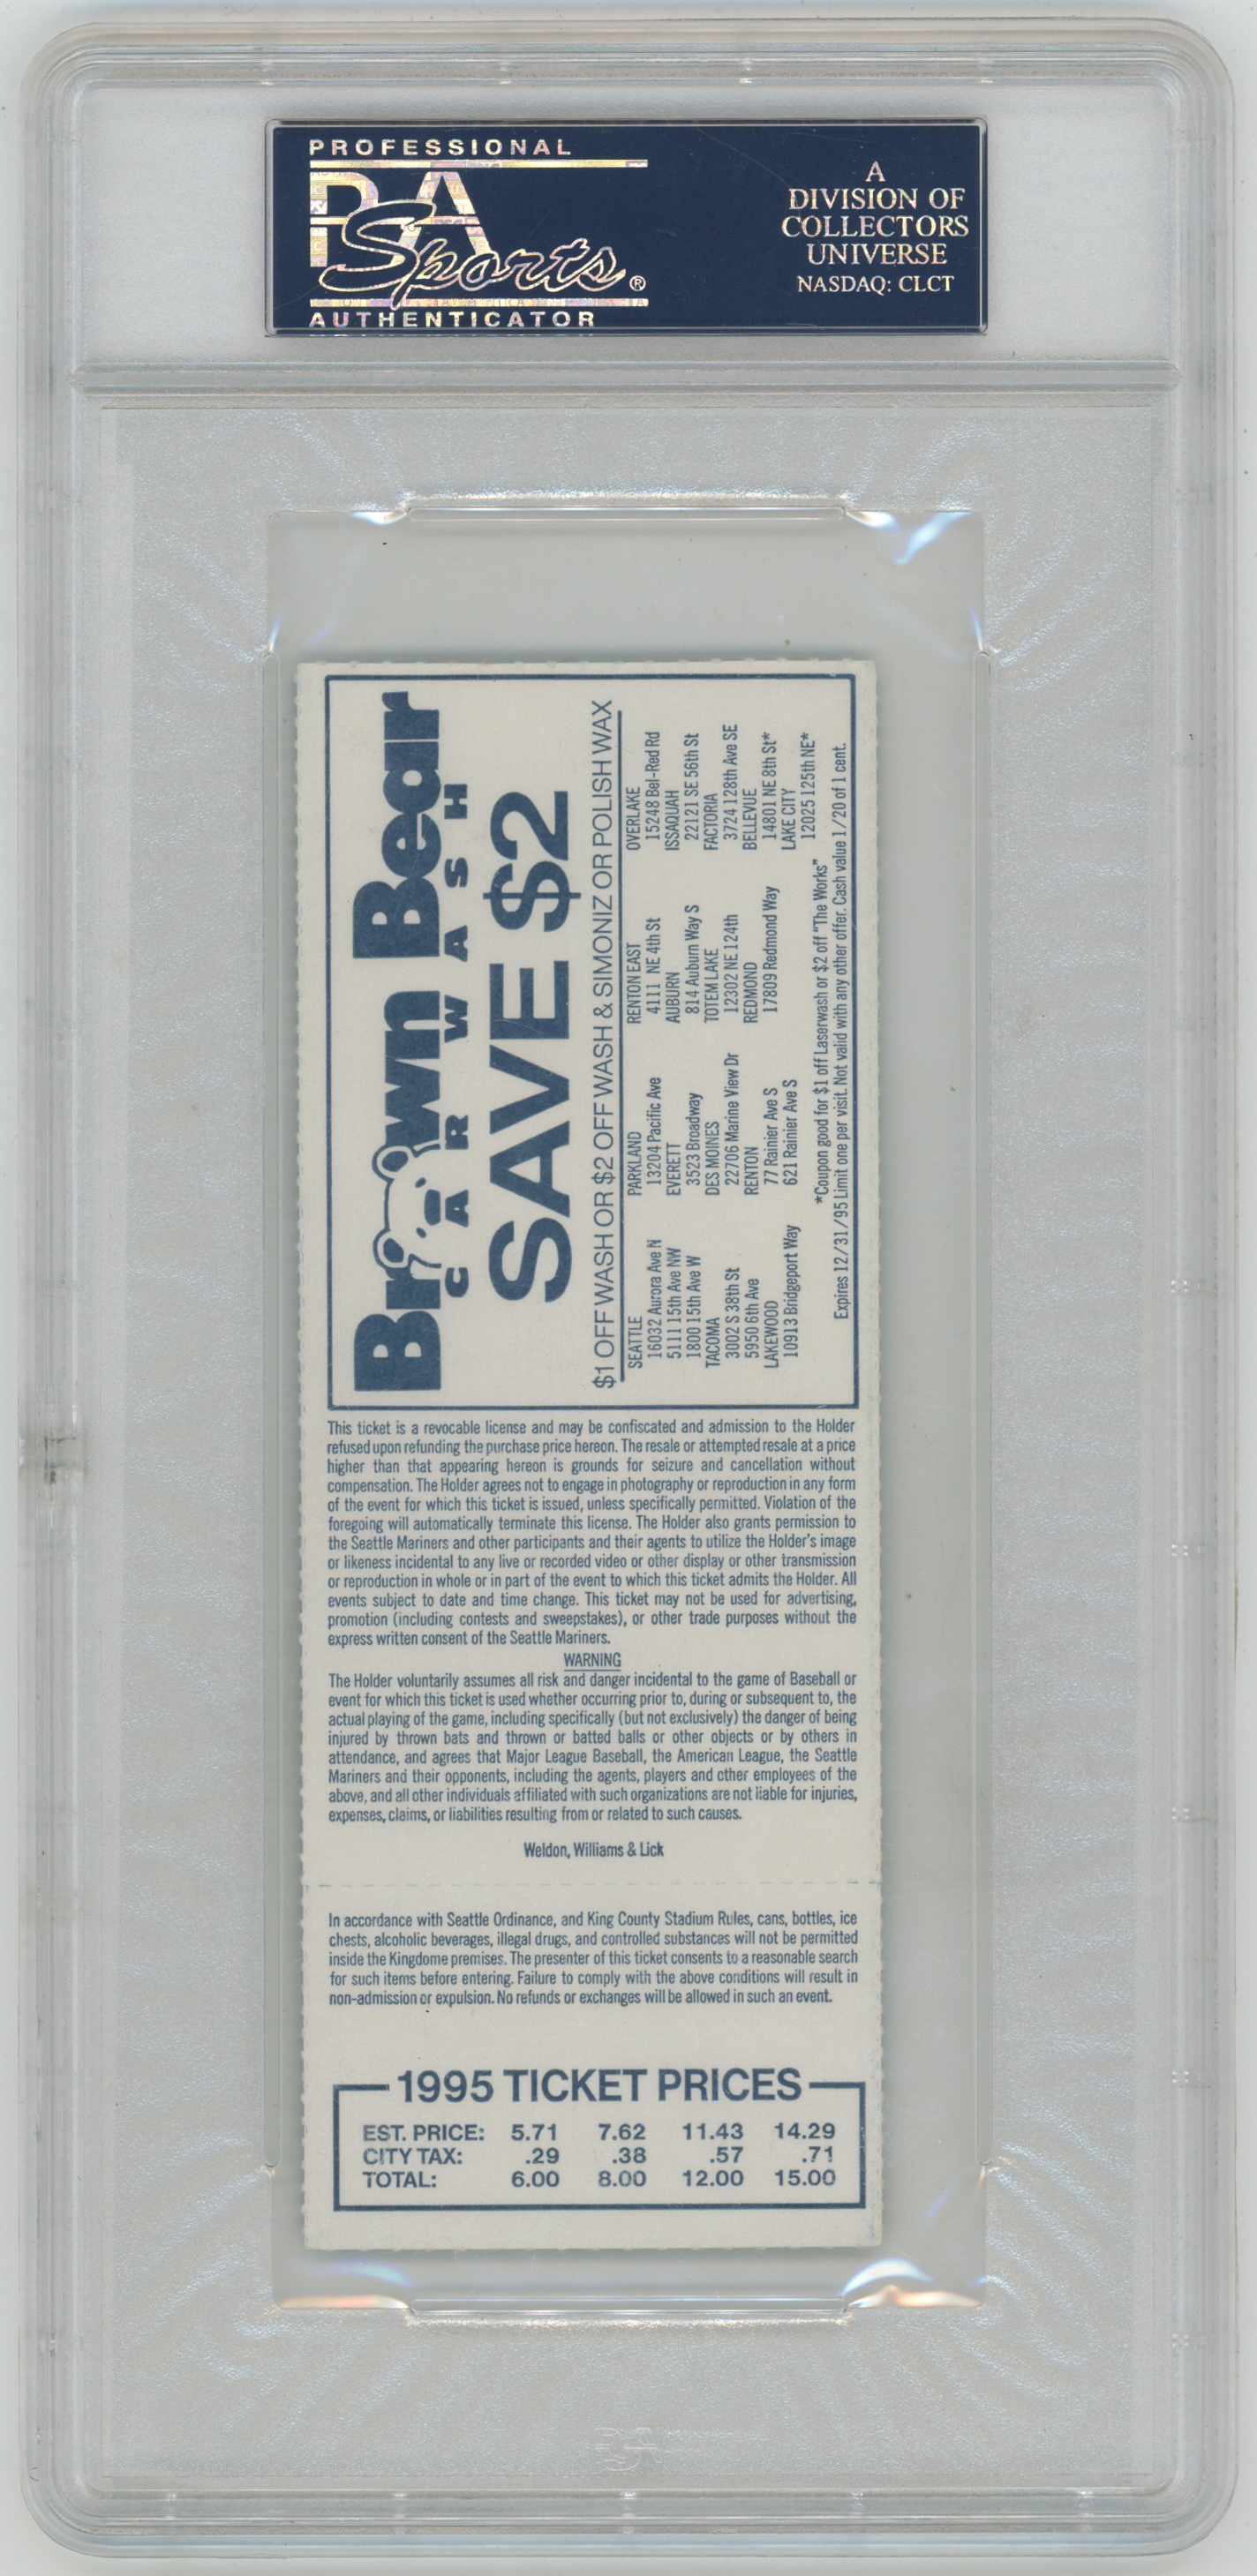 PROFESSIONAL
PSA
Sports®
AUTHENTICATOR
A
DIVISION OF
COLLECTORS
UNIVERSE
NASDAQ: CLCT
Brown Bear
CAR WASH
SAVE $2
$1 OFF WASH OR $2 OFF WASH & SIMONIZ OR POLISH WAX
SEATTLE
16032 Aurora Ave N
5111 15th Ave NW
1800 15th Ave W
TACOMA
3002 S 38th St
5950 6th Ave
LAKEWOOD
10913 Bridgeport Way
PARKLAND
13204 Pacific Ave
EVERETT
3523 Broadway
DES MOINES
22706 Marine View Dr
RENTON
77 Rainier Ave S
621 Rainier Ave S
RENTON EAST
4111 NE 4th St
AUBURN
814 Auburn Way S
TOTEM LAKE
12302 NE 124th
REDMOND
17809 Redmond Way
OVERLAKE
15248 Bel-Red Rd
ISSAQUAH
22121 SE 56th St
FACTORIA
3724 128th Ave SE
BELLEVUE
14801 NE 8th St*
LAKE CITY
12025 125th NE*
*Coupon good for $1 off Laserwash or $2 off "The Works"
Expires 12/31/95 Limit one per visit. Not valid with any other offer. Cash value 1/20 of 1 cent.
This ticket is a revocable license and may be confiscated and admission to the Holder
refused upon refunding the purchase price hereon. The resale or attempted resale at a price
higher than that appearing hereon is grounds for seizure and cancellation without
compensation. The Holder agrees not to engage in photography or reproduction in any form
of the event for which this ticket is issued, unless specifically permitted. Violation of the
foregoing will automatically terminate this license. The Holder also grants permission to
the Seattle Mariners and other participants and their agents to utilize the Holder's image
or likeness incidental to any live or recorded video or other display or other transmission
or reproduction in whole or in part of the event to which this ticket admits the Holder. All
events subject to date and time change. This ticket may not be used for advertising,
promotion (including contests and sweepstakes), or other trade purposes without the
express written consent of the Seattle Mariners.
WARNING
The Holder voluntarily assumes all risk and danger incidental to the game of Baseball or
event for which this ticket is used whether occurring prior to, during or subsequent to, the
actual playing of the game, including specifically (but not exclusively) the danger of being
injured by thrown bats and thrown or batted balls or other objects or by others in
attendance, and agrees that Major League Baseball, the American League, the Seattle
Mariners and their opponents, including the agents, players and other employees of the
above, and all other individuals affiliated with such organizations are not liable for injuries,
expenses, claims, or liabilities resulting from or related to such causes.
Weldon, Williams & Lick
In accordance with Seattle Ordinance, and King County Stadium Rules, cans, bottles, ice
chests, alcoholic beverages, illegal drugs, and controlled substances will not be permitted
inside the Kingdome premises. The presenter of this ticket consents to a reasonable search
for such items before entering. Failure to comply with the above conditions will result in
non-admission or expulsion. No refunds or exchanges will be allowed in such an event.
1995 TICKET PRICES
EST. PRICE: 5.71 7.62 11.43 14.29
CITY TAX: .29 .38 .57 .71
TOTAL: 6.00 8.00 12.00 15.00